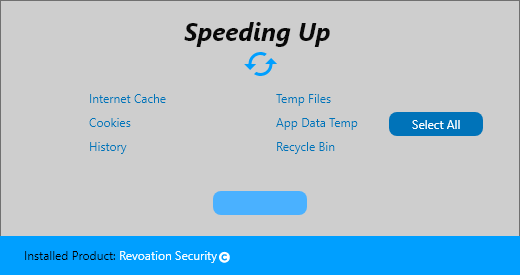 Speeding Up
Internet Cache
Temp Files
Cookies
App Data Temp
Select All
History
Recycle Bin
Installed Product: Revoation Security ©